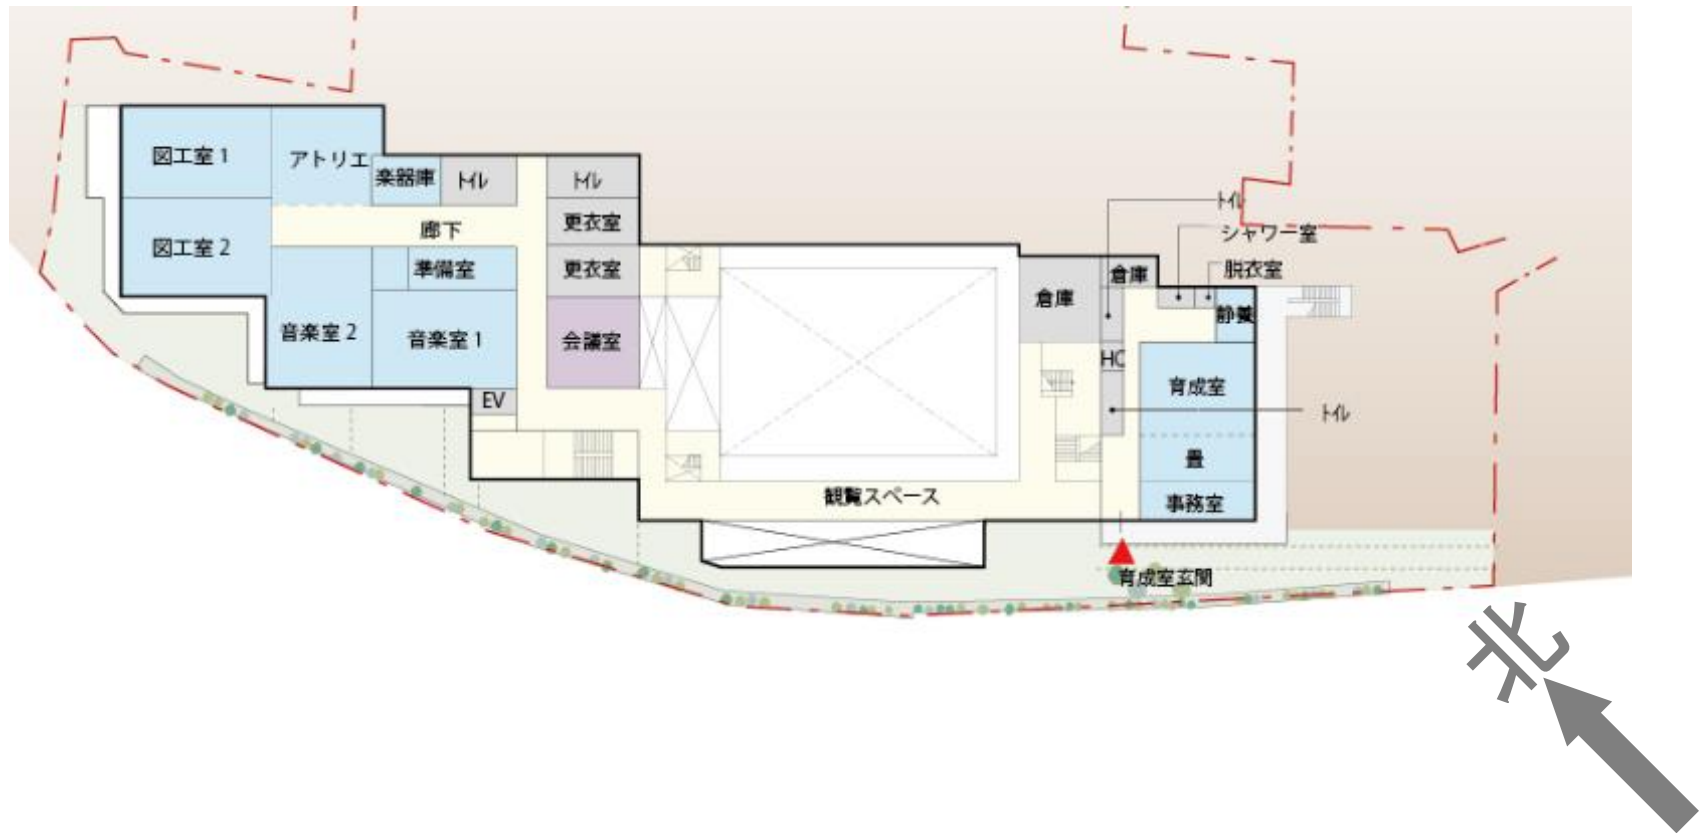 図工室1
アトリエ
楽器庫
トイレ
トイレ
更衣室
廊下
図工室2
準備室
更衣室
音楽室2
音楽室1
会議室
EV
トイレ
シャワー室
脱衣室
倉庫
倉庫
静養
HC
育成室
トイレ
畳
事務室
観覧スペース
育成室玄関
北